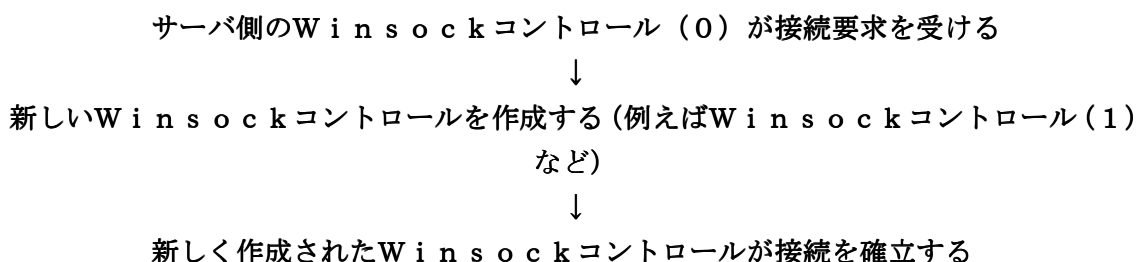 サーバ側のＷｉｎｓｏｃｋコントロール（０）が接続要求を受ける
↓
新しいＷｉｎｓｏｃｋコントロールを作成する（例えばＷｉｎｓｏｃｋコントロール（１）
など）
↓
新しく作成されたＷｉｎｓｏｃｋコントロールが接続を確立する